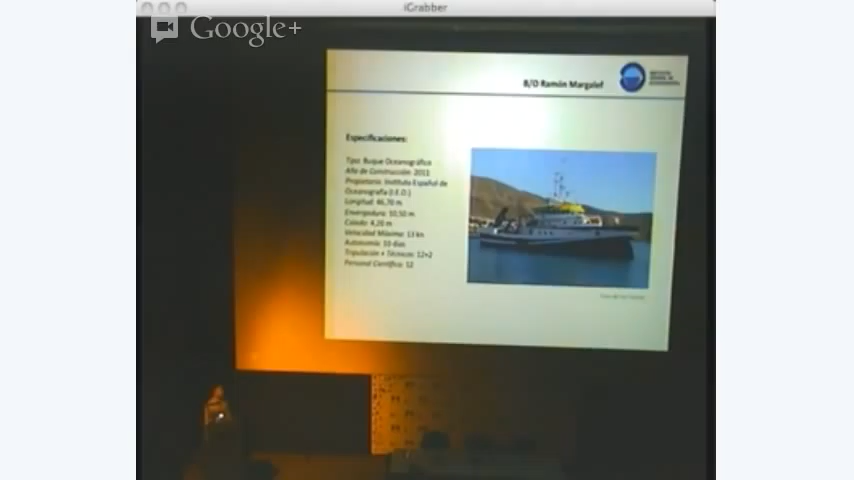 iGrabber
Google+
B/O Ramón Margalef
Especificaciones:
Tipo: Buque Oceanográfico
Año de Construcción: 2011
Propietario: Instituto Español de
Oceanografía (I.E.O.)
Longitud: 46,70 m
Envergadura: 10,50 m
Calado: 4,20 m
Velocidad Máxima: 13 kn
Autonomía: 10 días
Tripulación + Técnicos: 12+2
Personal Científico: 12